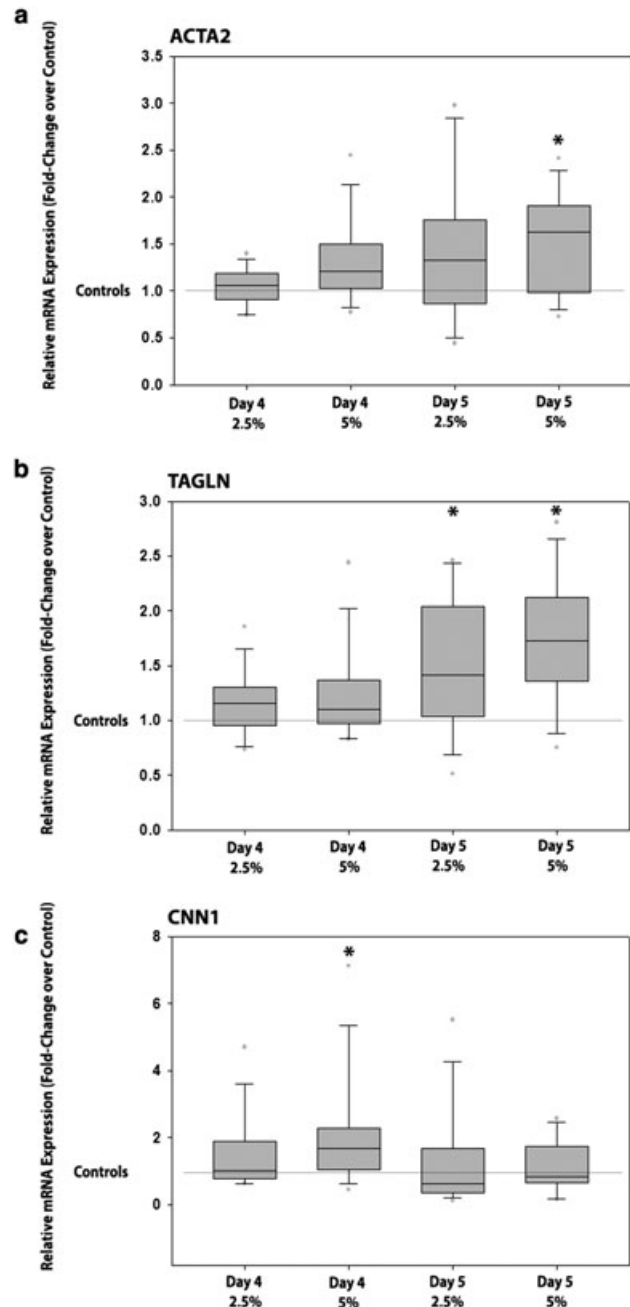 a
ACTA2
Relative mRNA Expression (Fold-Change over Control)
3.5
3.0
2.5
2.0
1.5
Controls 1.0
0.5
0.0
*
Day 4 Day 4 Day 5 Day 5
2.5% 5% 2.5% 5%
b
TAGLN
Relative mRNA Expression (Fold-Change over Control)
3.0
2.5
2.0
1.5
Controls 1.0
0.5
0.0
* *
Day 4 Day 4 Day 5 Day 5
2.5% 5% 2.5% 5%
c
CNN1
Relative mRNA Expression (Fold-Change over Control)
8
6
4
2
Controls
0
*
Day 4 Day 4 Day 5 Day 5
2.5% 5% 2.5% 5%